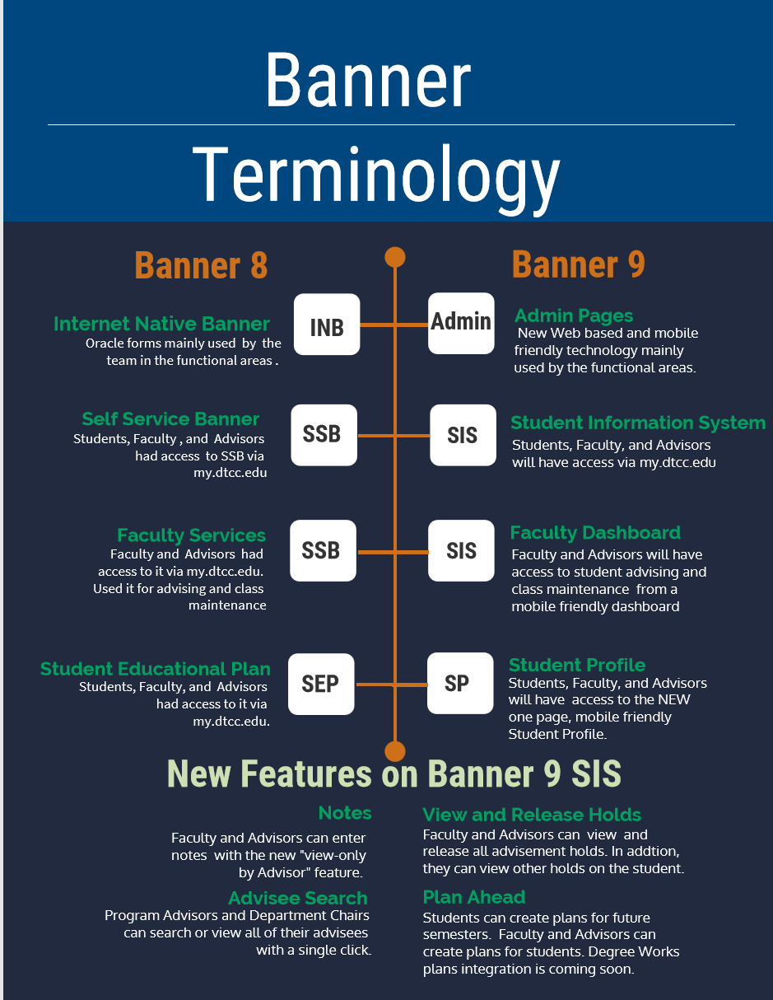 Banner
Terminology
Banner 8
Banner 9
INB
Admin
Internet Native Banner
Oracle forms mainly used by the
team in the functional areas .
Admin Pages
New Web based and mobile
friendly technology mainly
used by the functional areas.
Self Service Banner
Students, Faculty , and Advisors
had access to SSB via
my.dtcc.edu
SSB
SIS
Student Information System
Students, Faculty, and Advisors
will have access via my.dtcc.edu
Faculty Services
Faculty and Advisors had
access to it via my.dtcc.edu.
Used it for advising and class
maintenance
SSB
SIS
Faculty Dashboard
Faculty and Advisors will have
access to student advising and
class maintenance from a
mobile friendly dashboard
Student Educational Plan
Students, Faculty, and Advisors
had access to it via
my.dtcc.edu.
SEP
SP
Student Profile
Students, Faculty, and Advisors
will have access to the NEW
one page, mobile friendly
Student Profile.
New Features on Banner 9 SIS
Notes
Faculty and Advisors can enter
notes with the new "view-only
by Advisor" feature.
View and Release Holds
Faculty and Advisors can view and
release all advisement holds. In addtion,
they can view other holds on the student.
Advisee Search
Program Advisors and Department Chairs
can search or view all of their advisees
with a single click.
Plan Ahead
Students can create plans for future
semesters. Faculty and Advisors can
create plans for students. Degree Works
plans integration is coming soon.